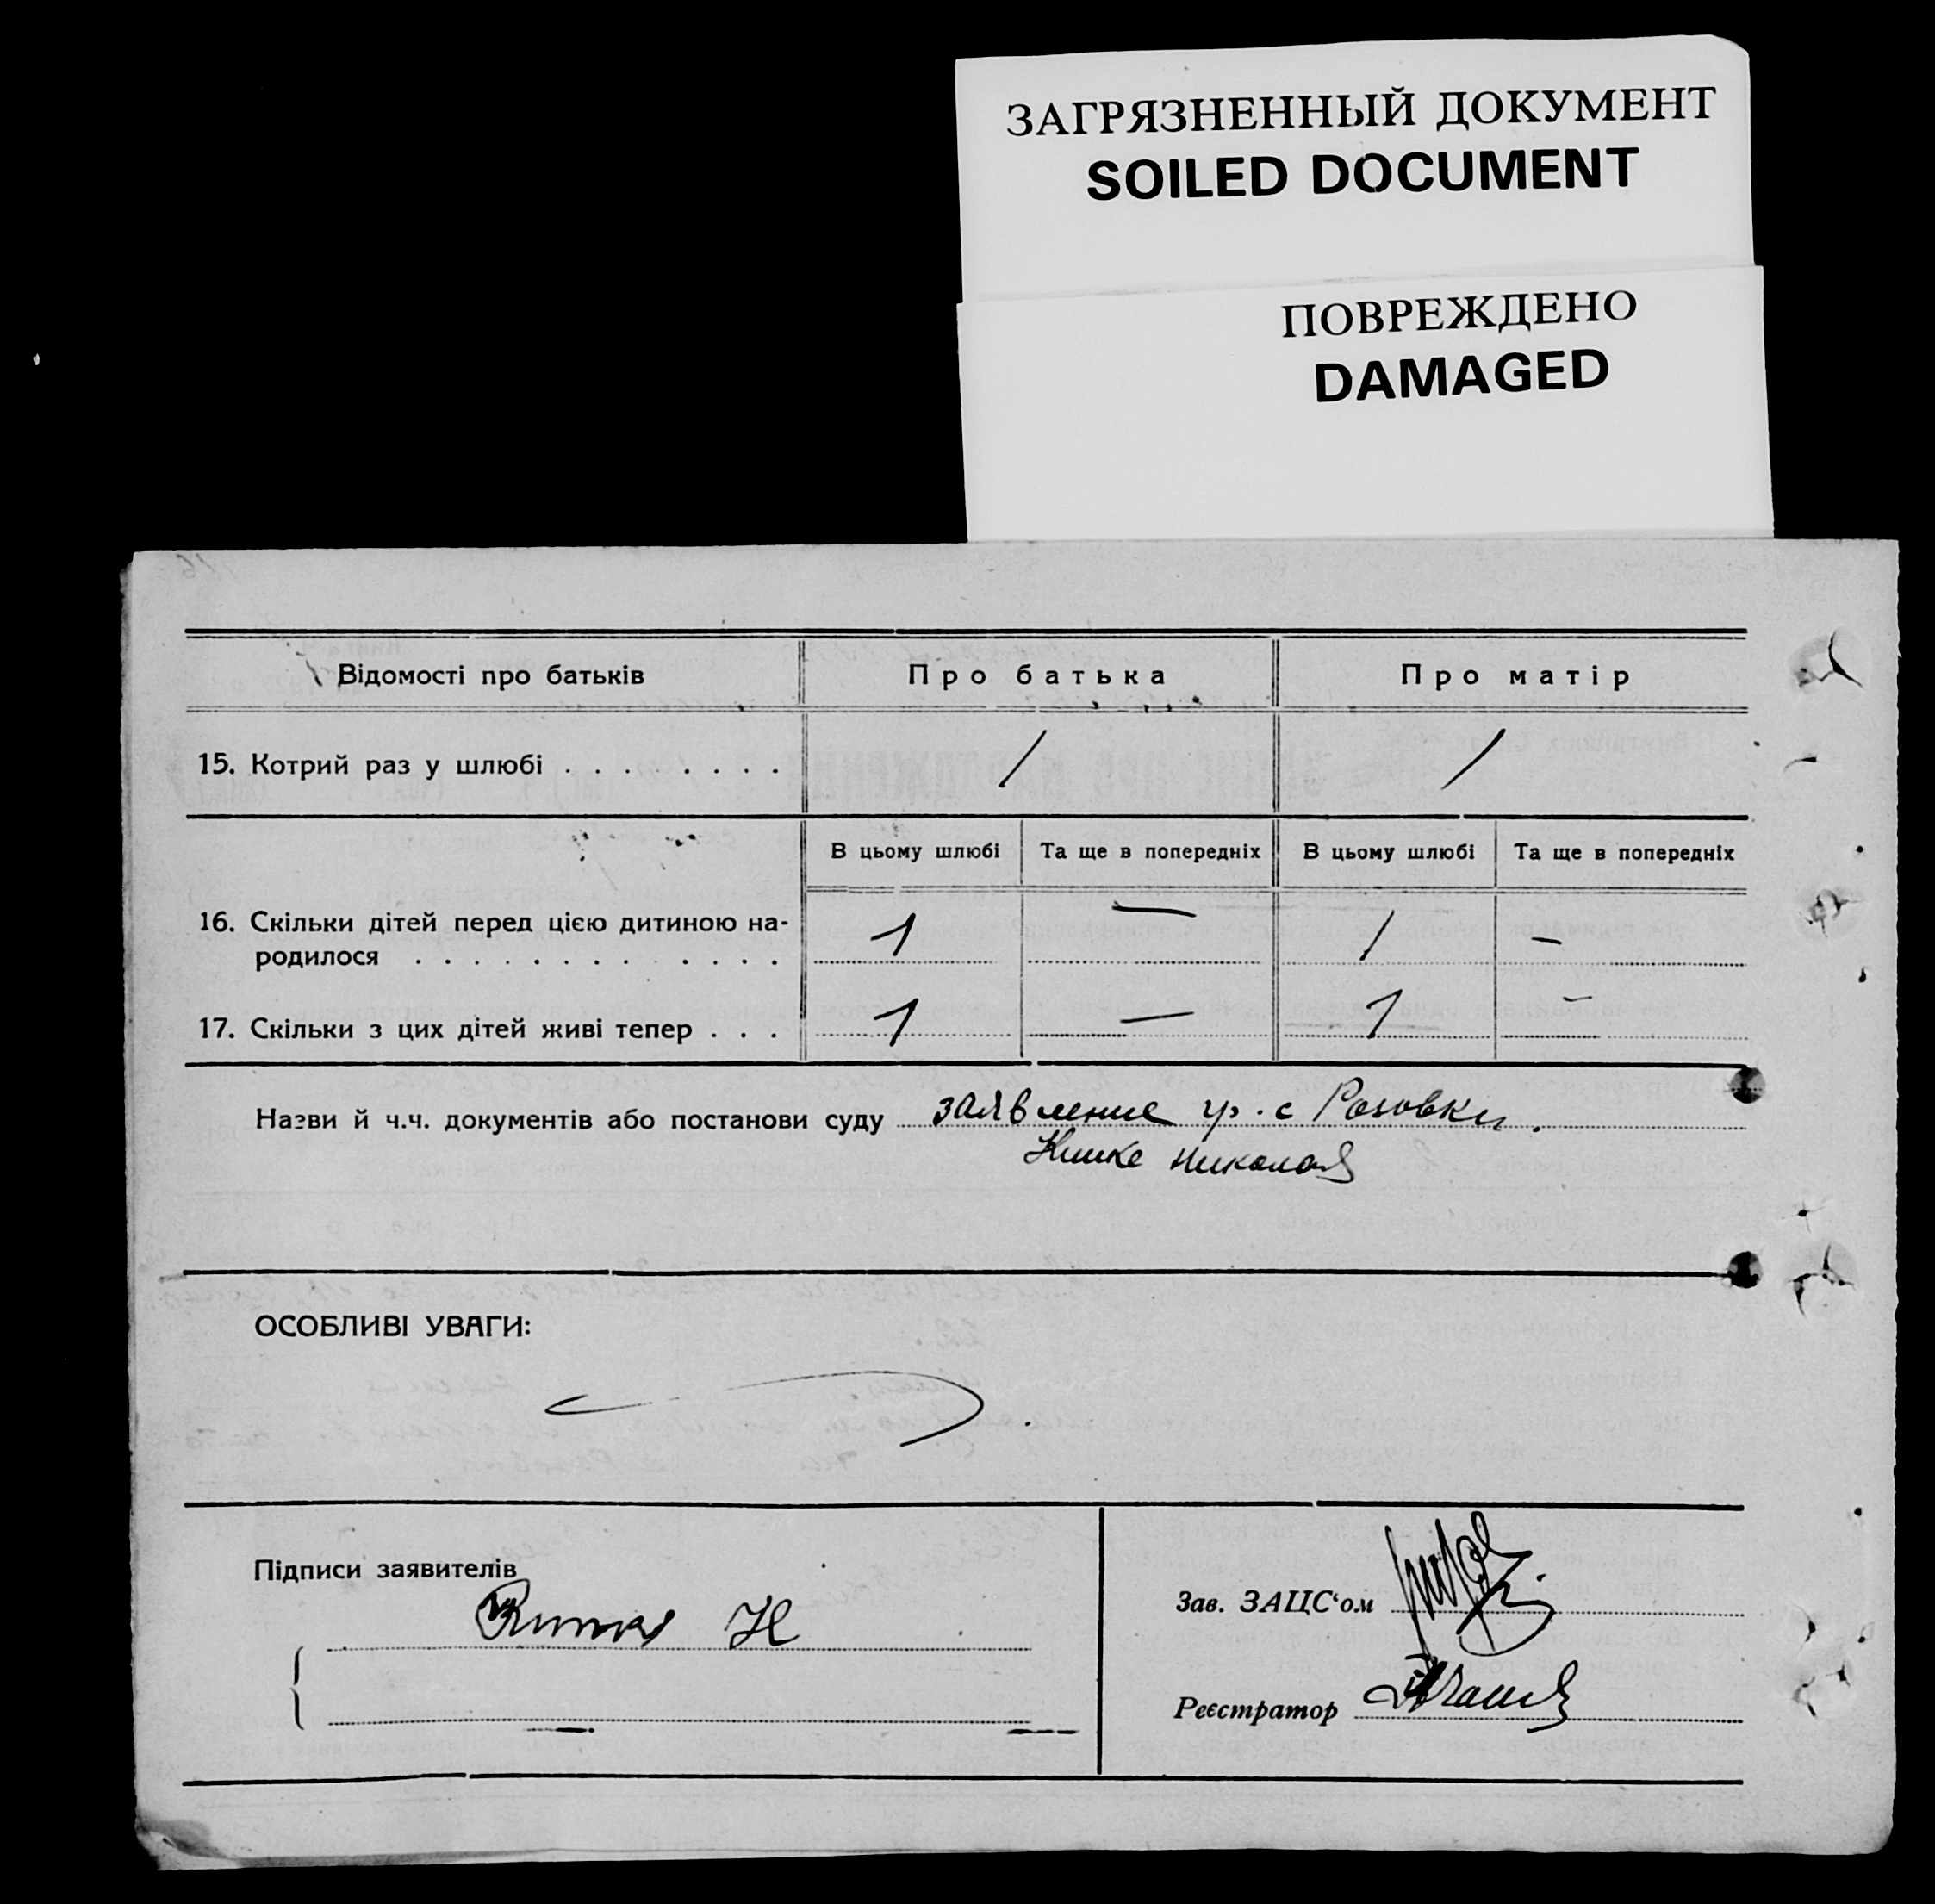 ЗАГРЯЗНЕННЫЙ ДОКУМЕНТ
SOILED DOCUMENT
ПОВРЕЖДЕНО
DAMAGED
Відомості про батьків Про батька Про матір
15. Котрий раз у шлюбі . . . . . . . . / /
В цьому шлюбі Та ще в попередніх В цьому шлюбі Та ще в попередніх
16. Скільки дітей перед цією дитиною на- 1 — 1 —
родилося . . . . . . . . . . . .
17. Скільки з цих дітей живі тепер . . . 1 — 1 —
Назви й ч.ч. документів або постанови суду заявление гр. с Розовки.
Николая
ОСОБЛИВІ УВАГИ:
Підписи заявителів
Н
Зав. ЗАЦС‘ом
Реєстратор